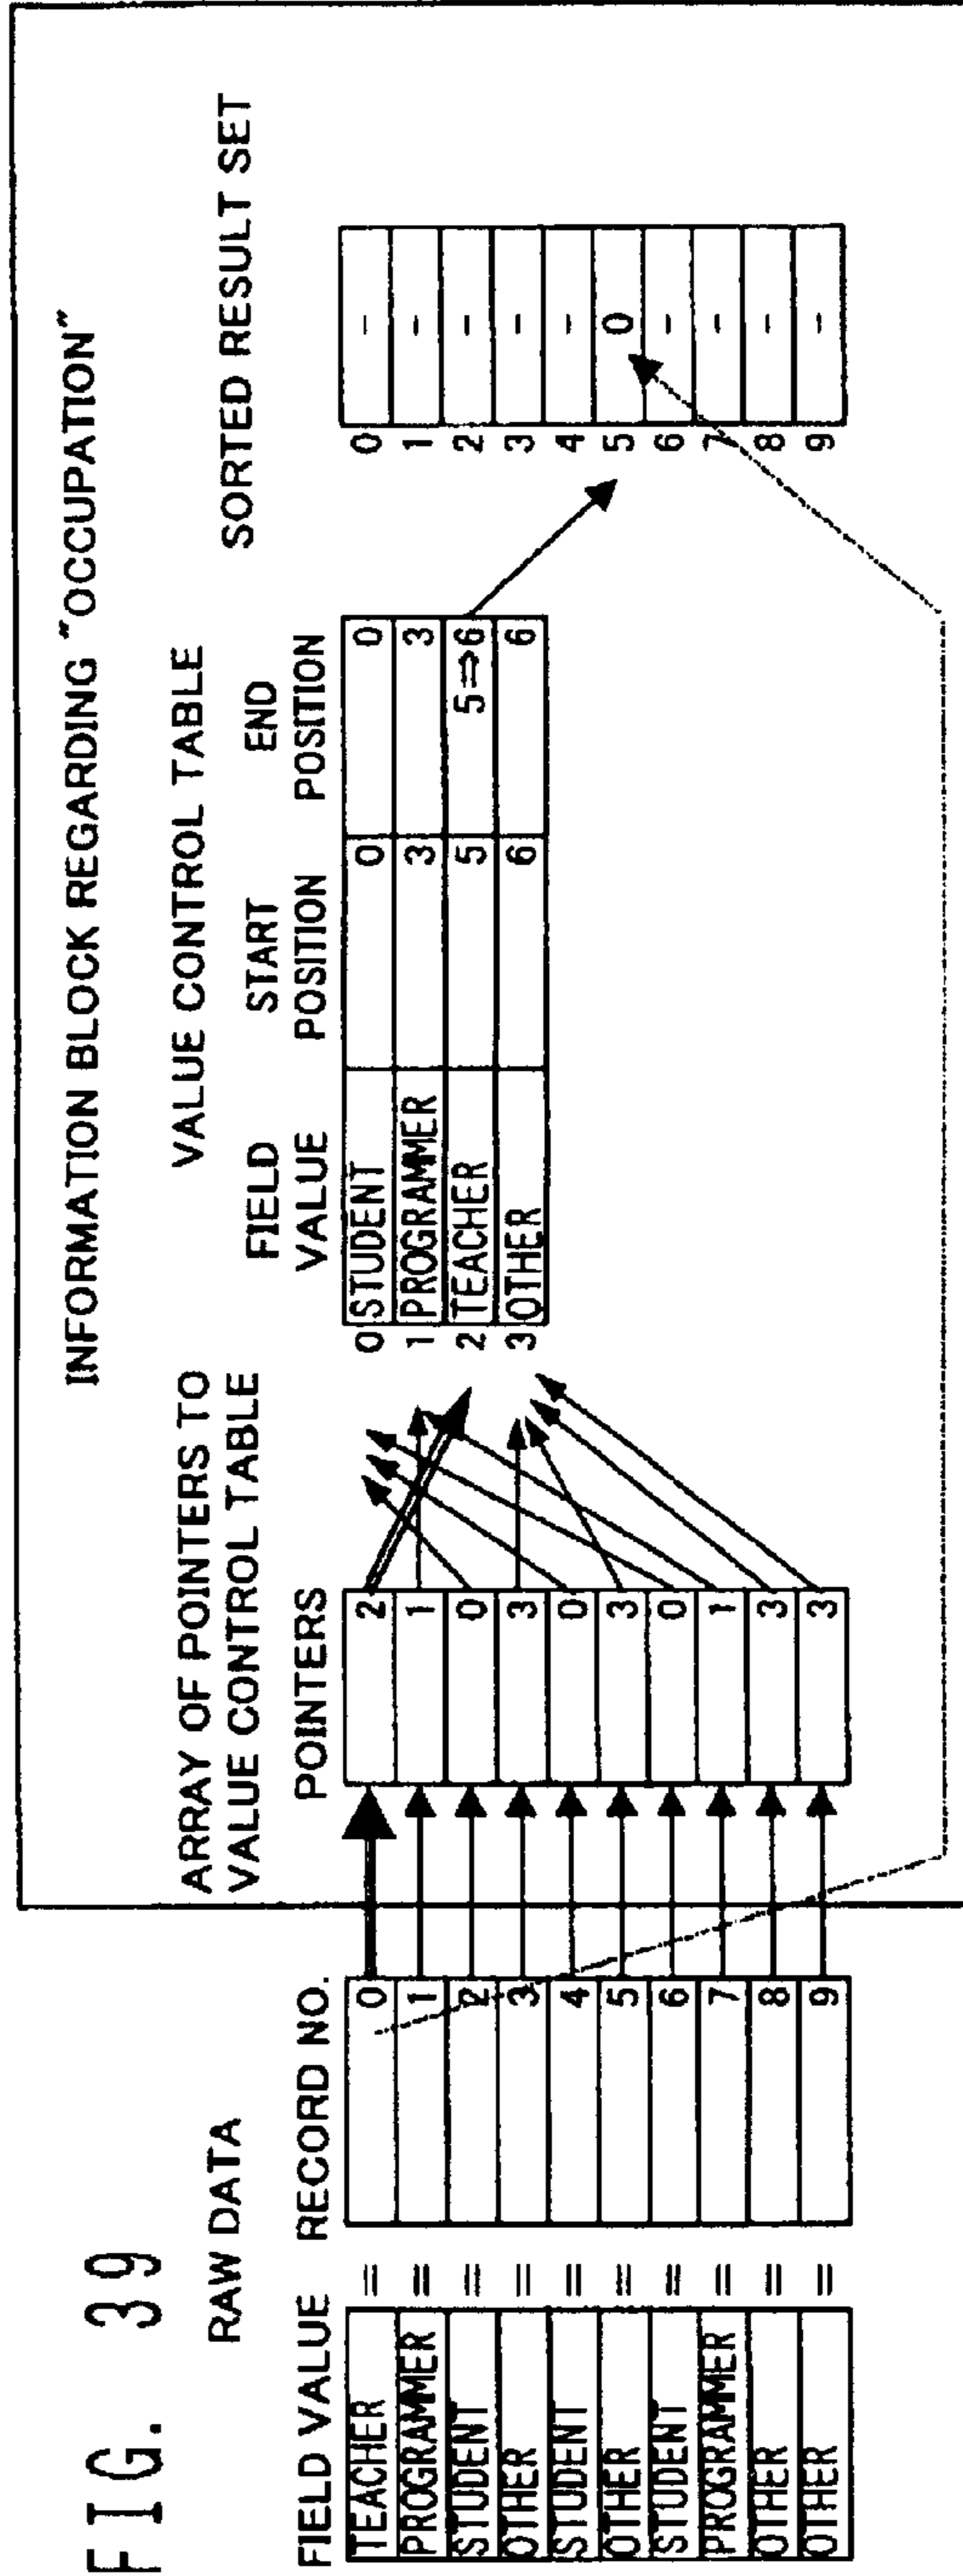 FIG. 39
INFORMATION BLOCK REGARDING "OCCUPATION"
RAW DATA
ARRAY OF POINTERS TO
VALUE CONTROL TABLE
VALUE CONTROL TABLE
SORTED RESULT SET
FIELD VALUE
RECORD NO.
POINTERS
FIELD
VALUE
START
POSITION
END
POSITION
TEACHER = 0
PROGRAMMER = 1
STUDENT = 2
OTHER = 3
STUDENT = 4
OTHER = 5
STUDENT = 6
PROGRAMMER = 7
OTHER = 8
OTHER = 9
2
1
0
3
0
3
0
1
3
3
0 STUDENT 0 0
1 PROGRAMMER 3 3
2 TEACHER 5 5⇒6
3 OTHER 6 6
0 -
1 -
2 -
3 -
4 -
5 0
6 -
7 -
8 -
9 -